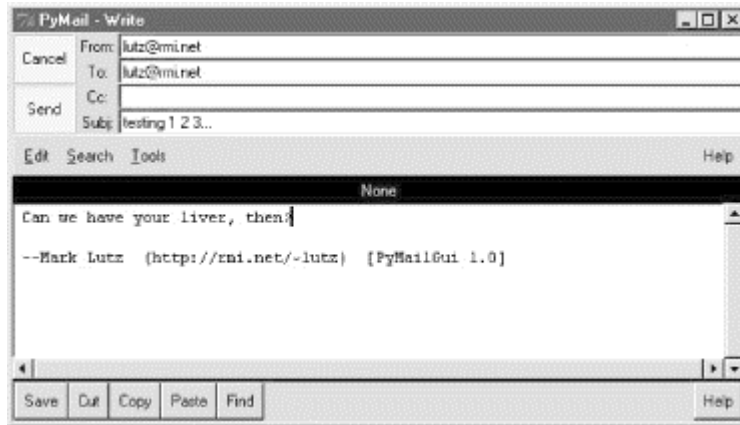 PyMail - Write
Cancel
From: lutz@rmi.net
To: lutz@rmi.net
Send
Cc:
Subj: testing 1 2 3...
Edit Search Tools Help
None
Can we have your liver, then?
--Mark Lutz (http://rmi.net/~lutz) [PyMailGui 1.0]
Save Cut Copy Paste Find Help